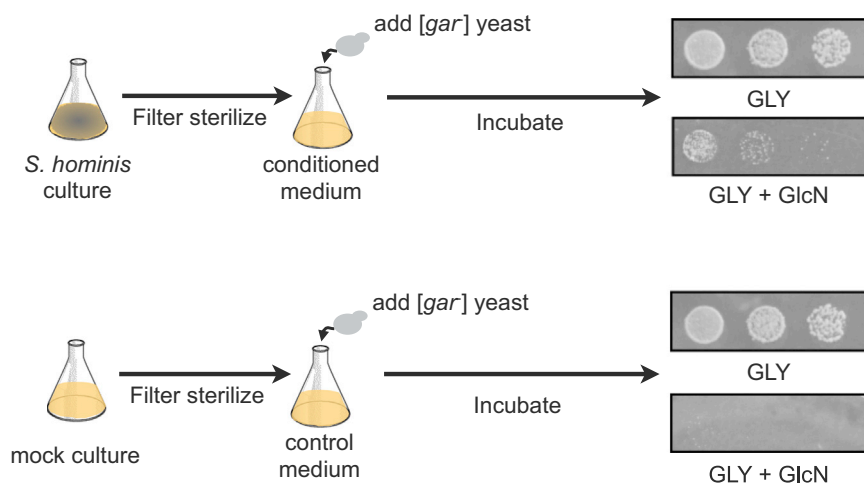 add [gar] yeast
Filter sterilize
Incubate
GLY
S. hominis
culture
conditioned
medium
GLY + GlcN
add [gar] yeast
Filter sterilize
Incubate
GLY
mock culture
control
medium
GLY + GlcN